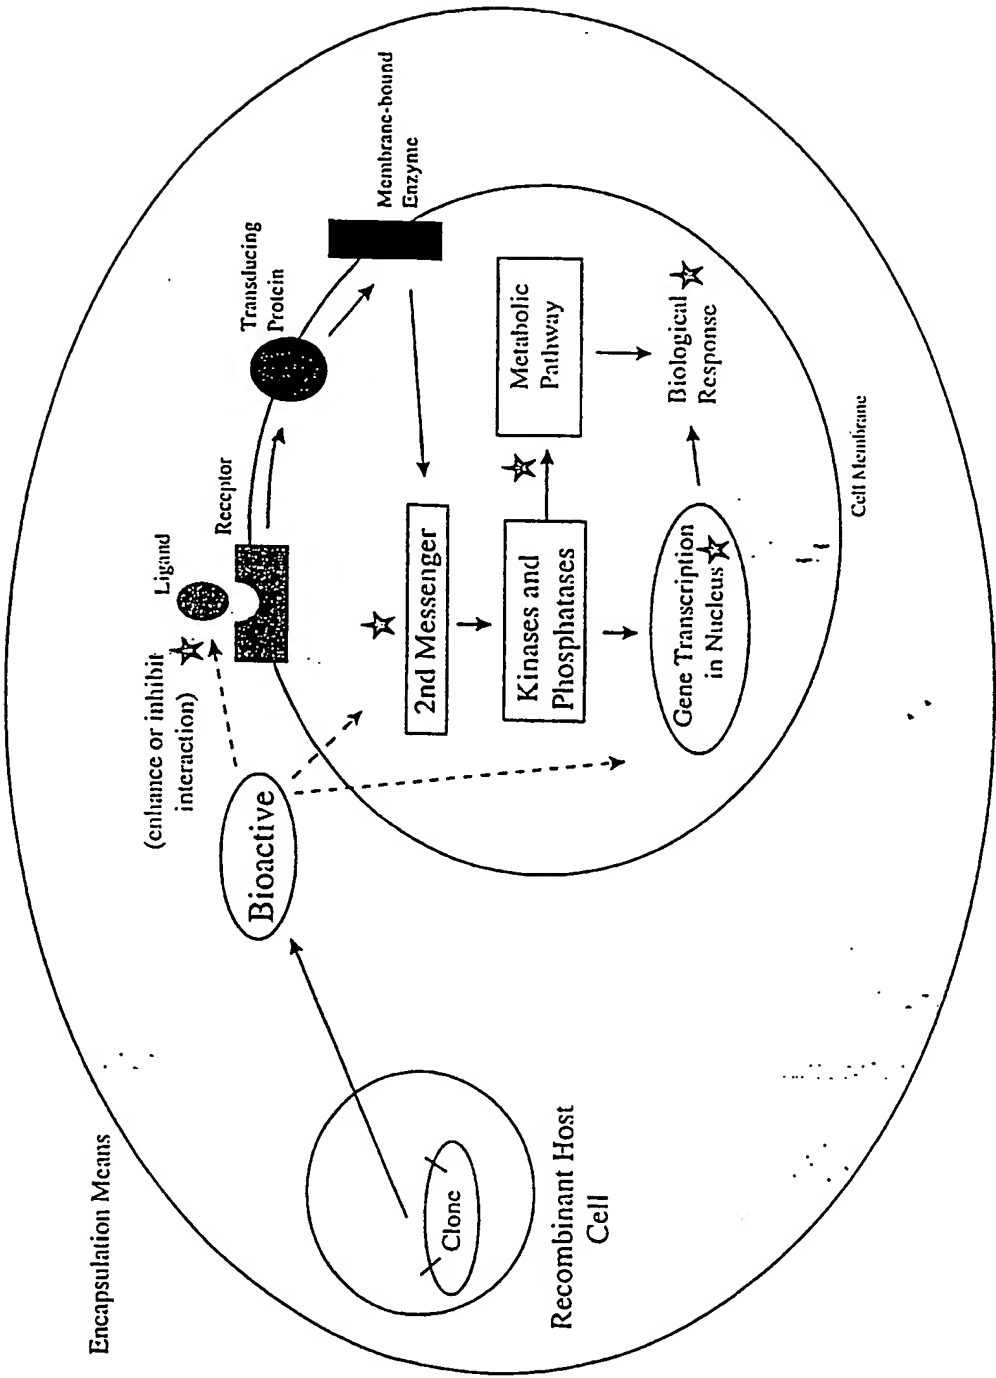 Encapsulation Means
(enhance or inhibit
interaction)
Ligand
Receptor
Transducing
Protein
Membrane-bound
Enzyme
Bioactive
2nd Messenger
Kinases and
Phosphatases
Metabolic
Pathway
Gene Transcription
in Nucleus
Biological
Response
Cell Membrane
Clone
Recombinant Host
Cell